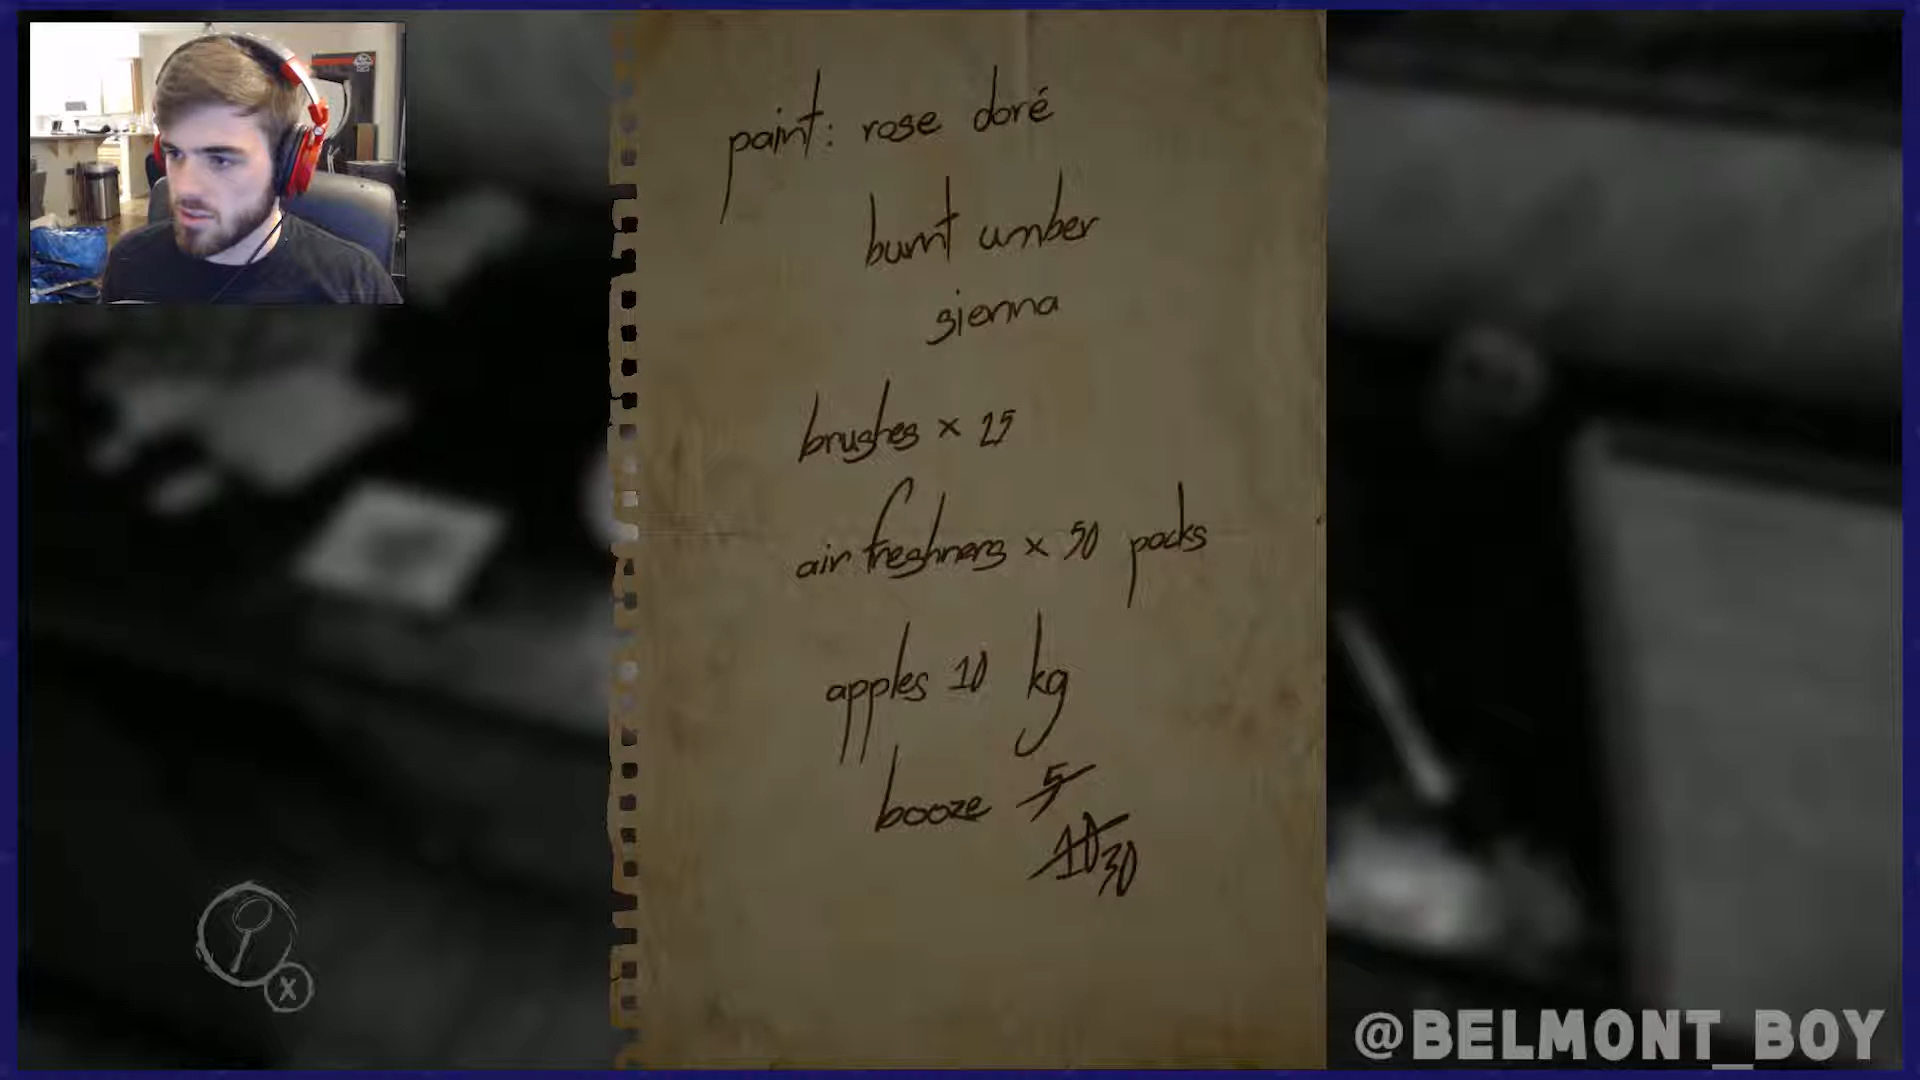 paint: rose doré
burnt umber
sienna
brushes x 25
air freshners x 50 packs
apples 10 kg
booze 5
10 30
X
@BELMONT_BOY